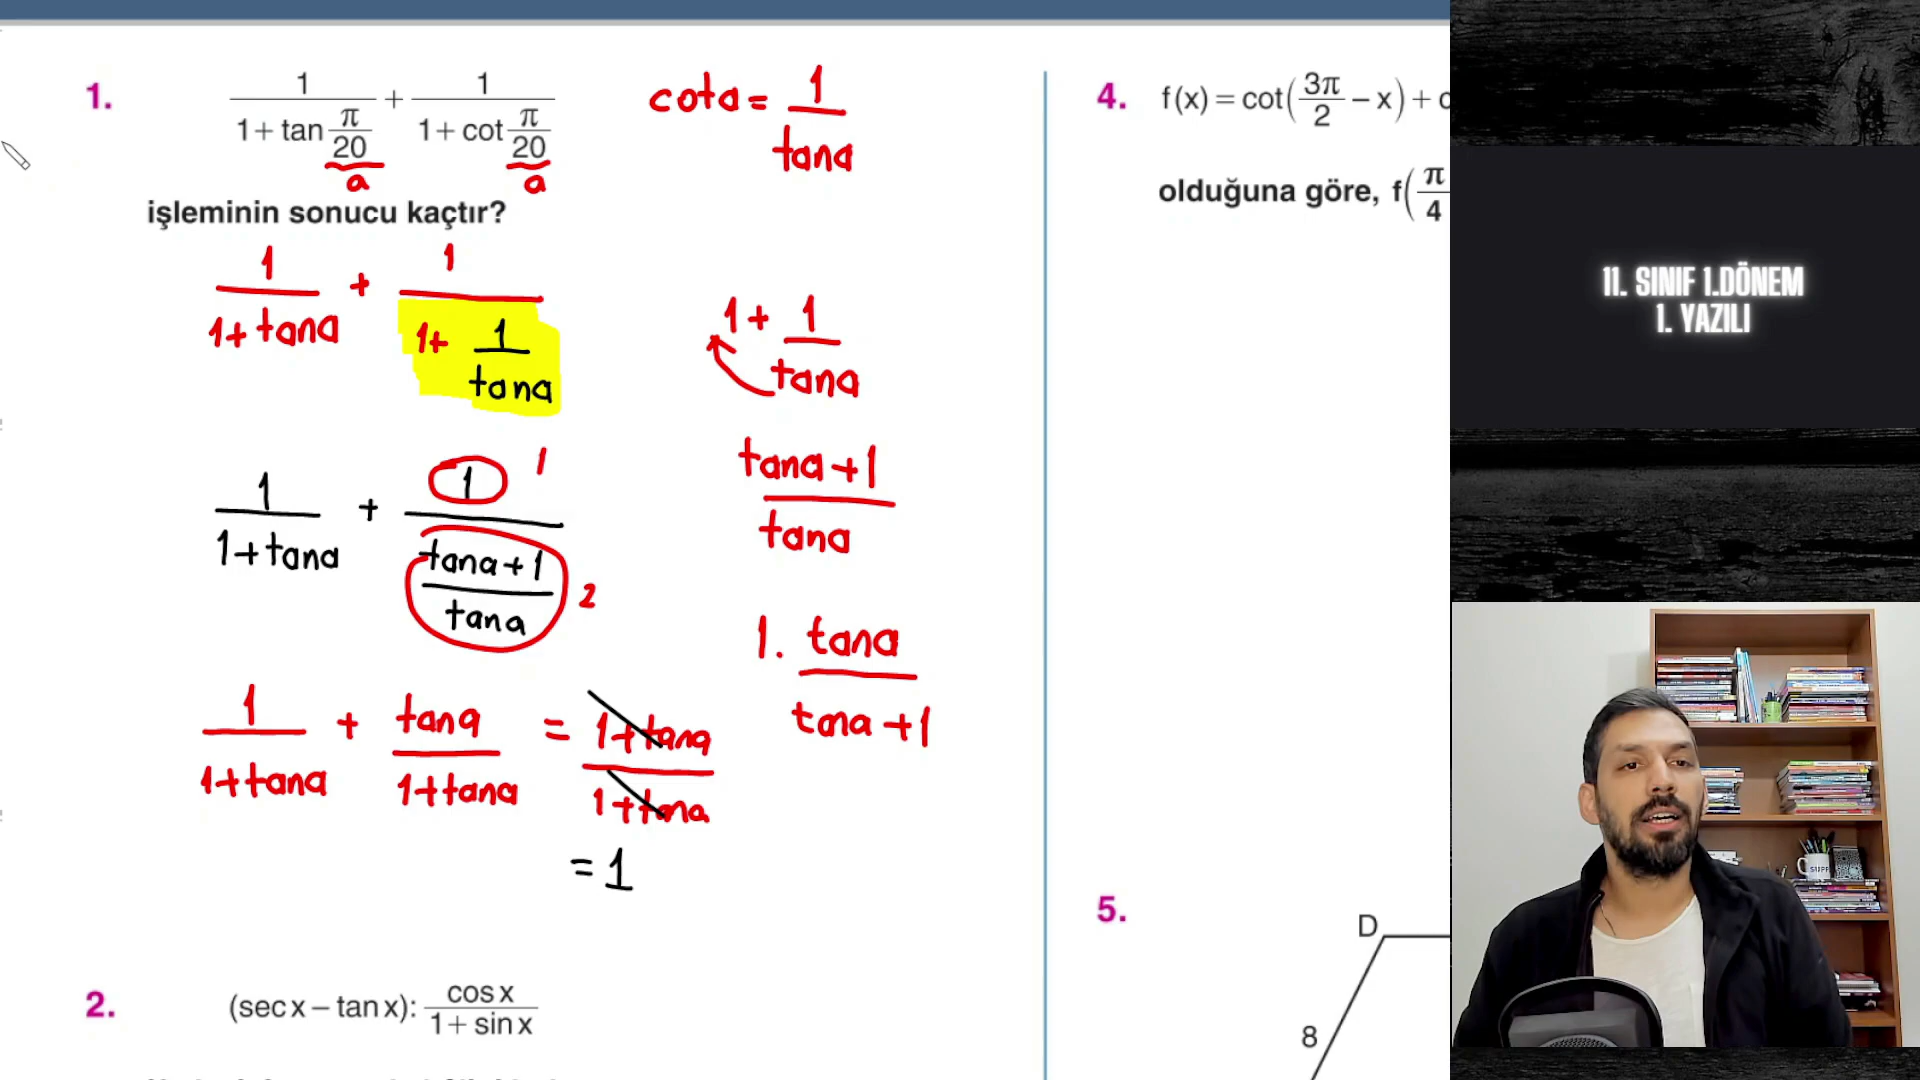 1.
1/(1 + tan π/20) + 1/(1 + cot π/20)
a a
işleminin sonucu kaçtır?
cota = 1/tana
1/(1 + tana) + 1/(1 + 1/tana)
1 + 1/tana
(tana + 1)/tana
1/(1 + tana) + 1/((tana + 1)/tana)
1
2
1 . tana/(tana + 1)
1/(1 + tana) + tana/(1 + tana) = (1 + tana)/(1 + tana)
= 1
2.
(sec x – tan x): cos x/(1 + sin x)
4.
f(x) = cot(3π/2 – x) +
olduğuna göre, f(π/4
5.
D
8
11. SINIF 1.DÖNEM
1. YAZILI